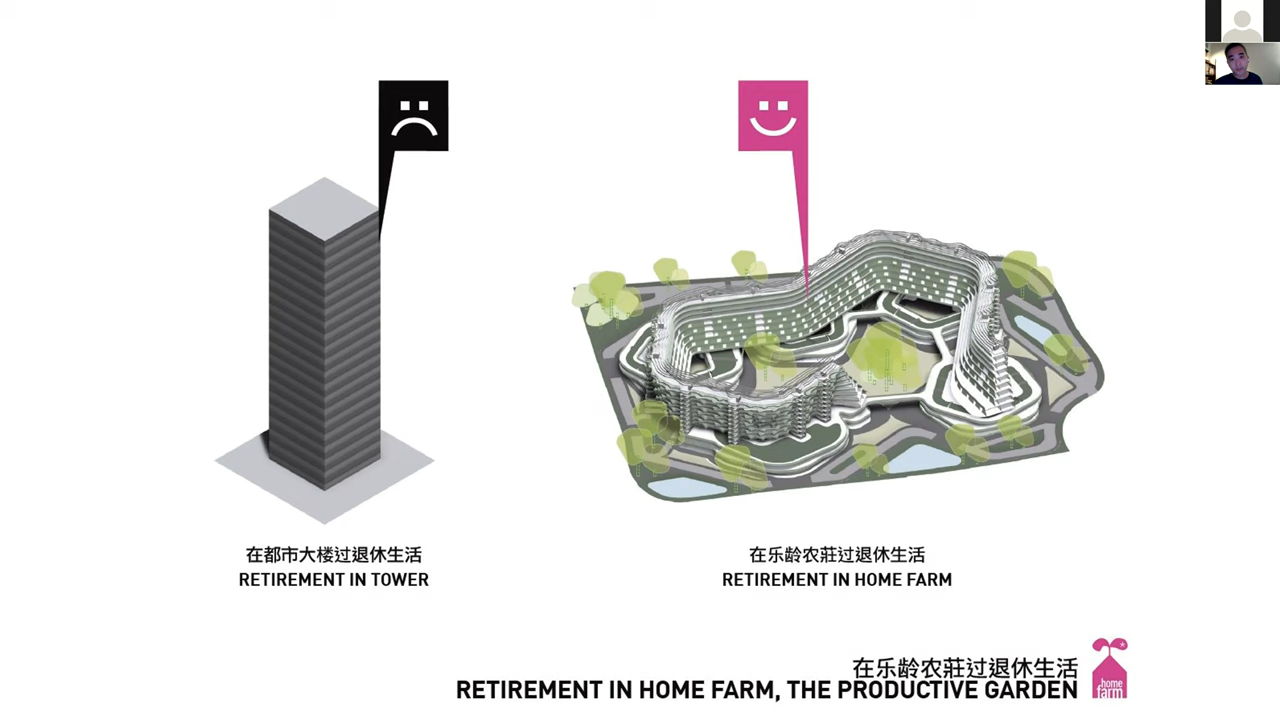 在都市大楼过退休生活
RETIREMENT IN TOWER
在乐龄农莊过退休生活
RETIREMENT IN HOME FARM
在乐龄农莊过退休生活
RETIREMENT IN HOME FARM, THE PRODUCTIVE GARDEN
home
farm